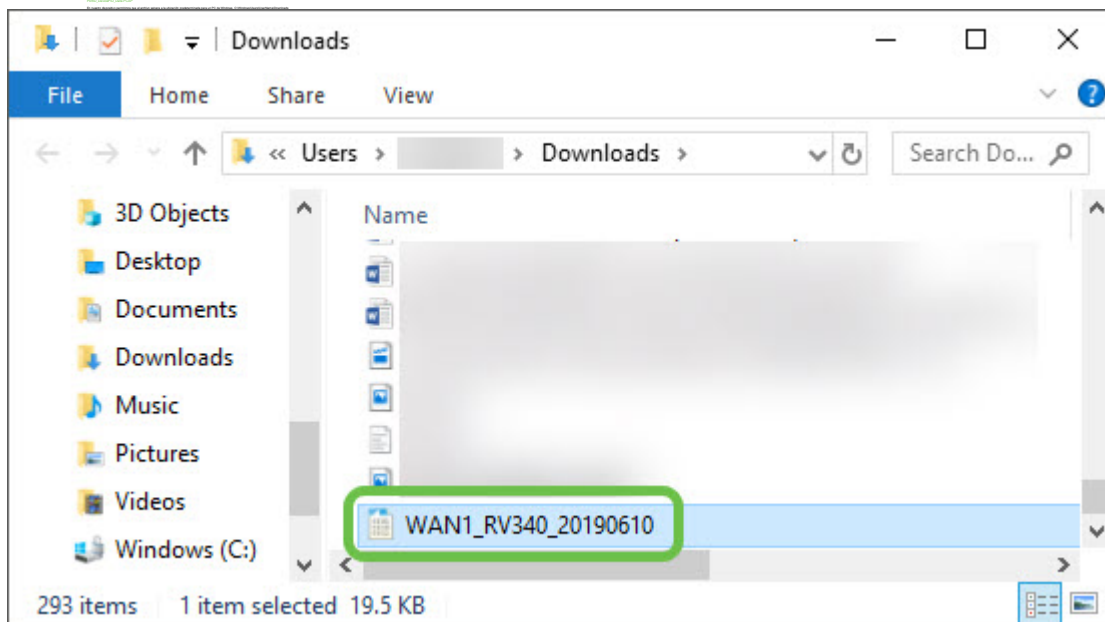 Downloads
File Home Share View
« Users › › Downloads ›
Search Do...
3D Objects
Desktop
Documents
Downloads
Music
Pictures
Videos
Windows (C:)
Name
WAN1_RV340_20190610
293 items 1 item selected 19.5 KB